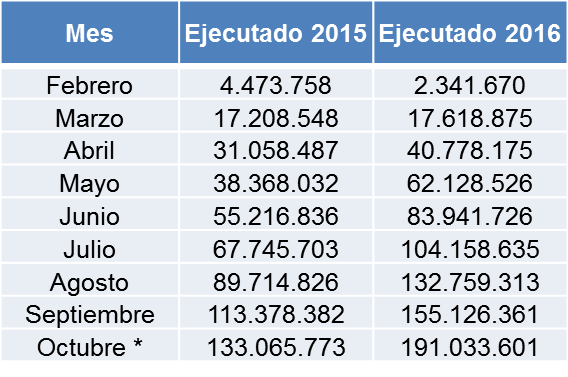 Mes Ejecutado 2015 Ejecutado 2016
Febrero 4.473.758 2.341.670
Marzo 17.208.548 17.618.875
Abril 31.058.487 40.778.175
Mayo 38.368.032 62.128.526
Junio 55.216.836 83.941.726
Julio 67.745.703 104.158.635
Agosto 89.714.826 132.759.313
Septiembre 113.378.382 155.126.361
Octubre * 133.065.773 191.033.601